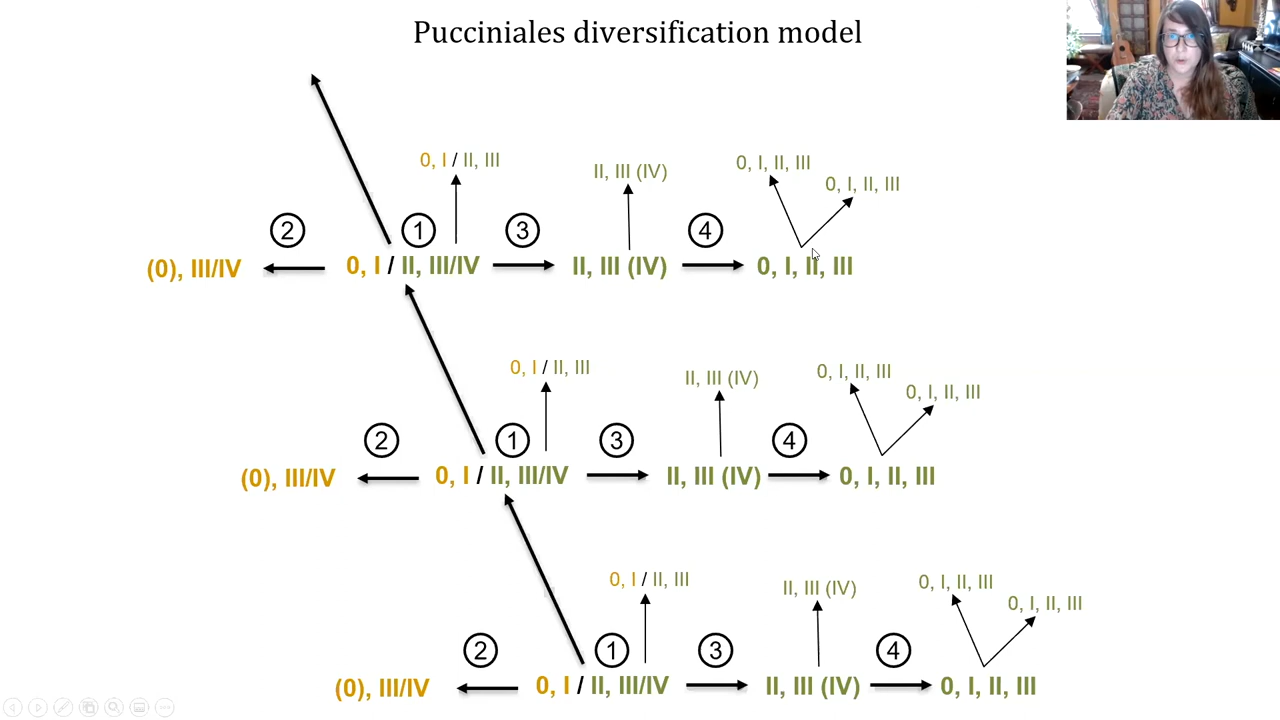 Pucciniales diversification model
0, I / II, III
II, III (IV)
0, I, II, III
0, I, II, III
2
1
3
4
(0), III/IV
0, I / II, III/IV
II, III (IV)
0, I, II, III
0, I / II, III
II, III (IV)
0, I, II, III
0, I, II, III
2
1
3
4
(0), III/IV
0, I / II, III/IV
II, III (IV)
0, I, II, III
0, I / II, III
II, III (IV)
0, I, II, III
0, I, II, III
2
1
3
4
(0), III/IV
0, I / II, III/IV
II, III (IV)
0, I, II, III